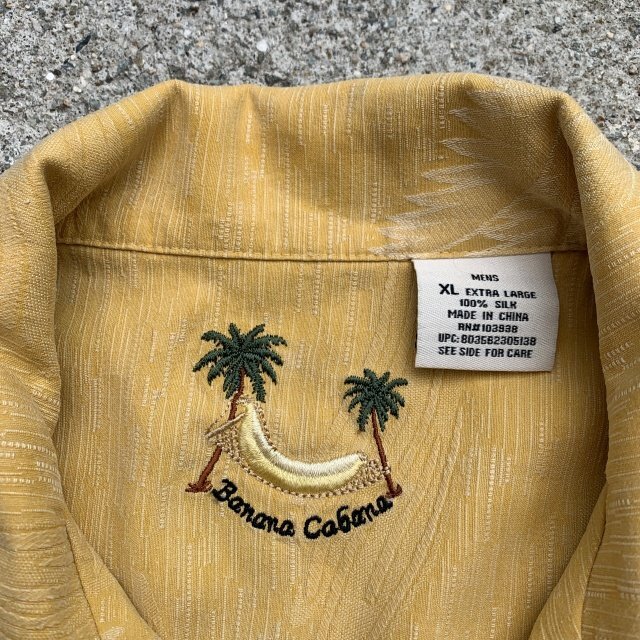 MENS
XL EXTRA LARGE
100% SILK
MADE IN CHINA
RN#103938
UPC: 803562305138
SEE SIDE FOR CARE
Banana Cabana